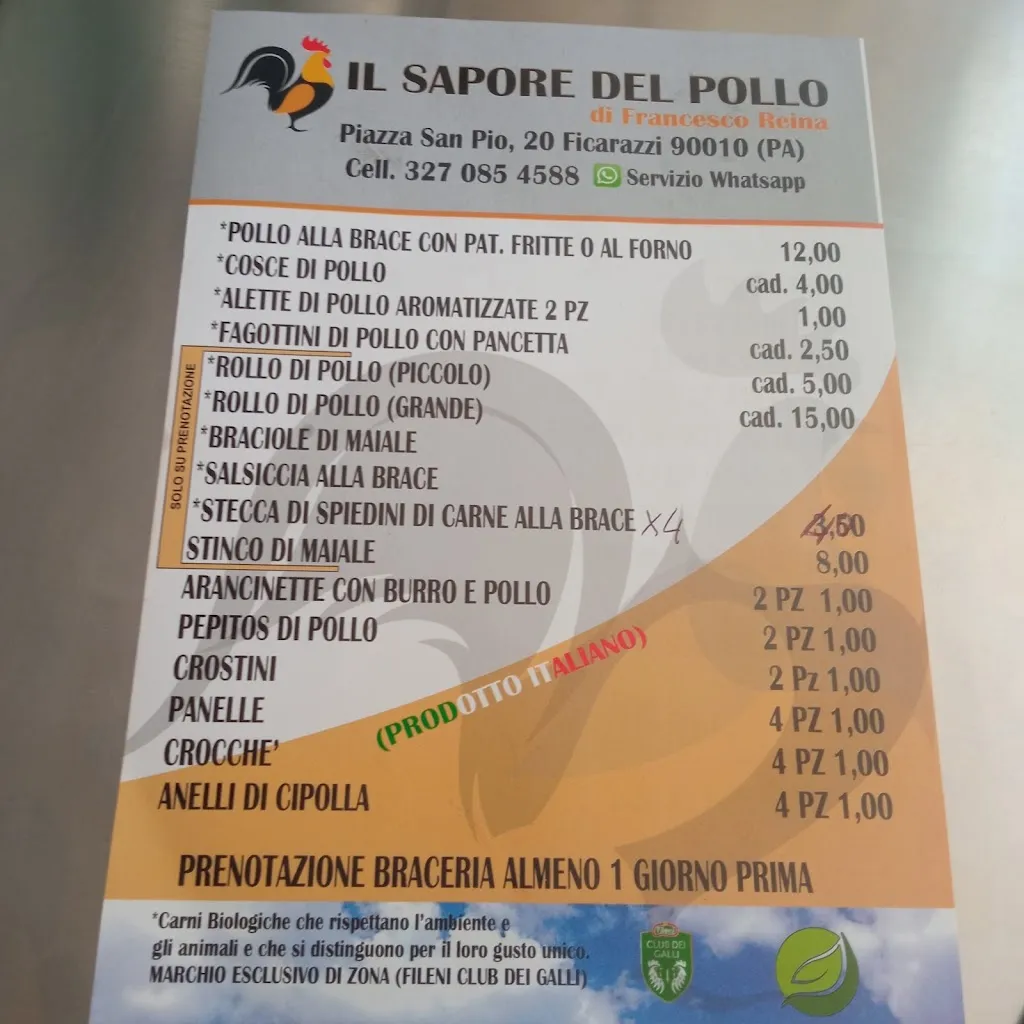 IL SAPORE DEL POLLO
di Francesco Reina
Piazza San Pio, 20 Ficarazzi 90010 (PA)
Cell. 327 085 4588 Servizio Whatsapp
*POLLO ALLA BRACE CON PAT. FRITTE O AL FORNO 12,00
*COSCE DI POLLO cad. 4,00
*ALETTE DI POLLO AROMATIZZATE 2 PZ 1,00
*FAGOTTINI DI POLLO CON PANCETTA cad. 2,50
SOLO SU PRENOTAZIONE
*ROLLO DI POLLO (PICCOLO) cad. 5,00
*ROLLO DI POLLO (GRANDE) cad. 15,00
*BRACIOLE DI MAIALE
*SALSICCIA ALLA BRACE
*STECCA DI SPIEDINI DI CARNE ALLA BRACE X4 ,50
STINCO DI MAIALE 8,00
ARANCINETTE CON BURRO E POLLO 2 PZ 1,00
PEPITOS DI POLLO 2 PZ 1,00
CROSTINI 2 Pz 1,00
PANELLE 4 PZ 1,00
CROCCHE' 4 PZ 1,00
ANELLI DI CIPOLLA 4 PZ 1,00
(PRODOTTO ITALIANO)
PRENOTAZIONE BRACERIA ALMENO 1 GIORNO PRIMA
*Carni Biologiche che rispettano l'ambiente e
gli animali e che si distinguono per il loro gusto unico.
MARCHIO ESCLUSIVO DI ZONA (FILENI CLUB DEI GALLI)
CLUB DEI
GALLI